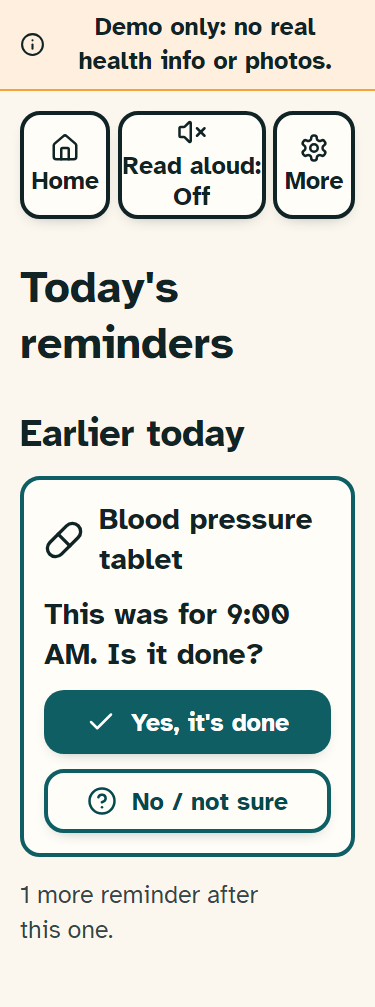 Demo only: no real
health info or photos.
Home
Read aloud:
Off
More
Today's
reminders
Earlier today
Blood pressure
tablet
This was for 9:00
AM. Is it done?
Yes, it's done
No / not sure
1 more reminder after
this one.